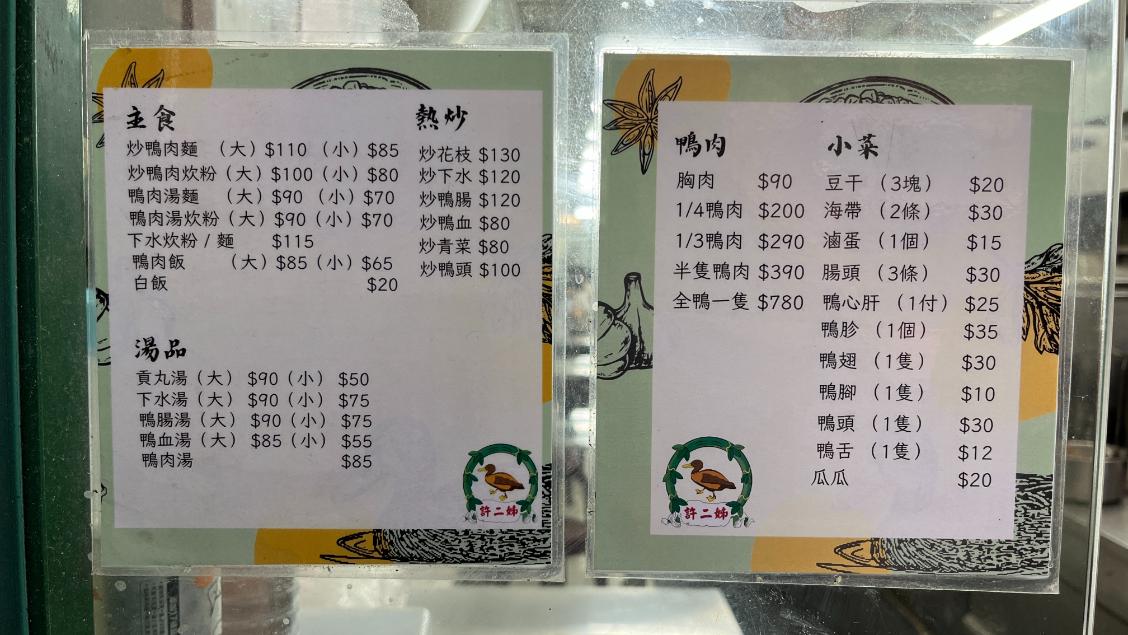 主食
炒鴨肉麵 （大）$110 （小）$85
炒鴨肉炊粉（大）$100（小）$80
鴨肉湯麵 （大）$90 （小）$70
鴨肉湯炊粉（大）$90（小）$70
下水炊粉 / 麵 $115
鴨肉飯 （大）$85（小）$65
白飯 $20
熱炒
炒花枝 $130
炒下水 $120
炒鴨腸 $120
炒鴨血 $80
炒青菜 $80
炒鴨頭 $100
湯品
貢丸湯（大） $90（小） $50
下水湯（大） $90（小） $75
鴨腸湯（大） $90（小） $75
鴨血湯（大） $85（小） $55
鴨肉湯 $85
許二姊
鴨肉
胸肉 $90
1/4鴨肉 $200
1/3鴨肉 $290
半隻鴨肉 $390
全鴨一隻 $780
小菜
豆干 （3塊） $20
海帶 （2條） $30
滷蛋 （1個） $15
腸頭 （3條） $30
鴨心肝 （1付） $25
鴨胗 （1個） $35
鴨翅 （1隻） $30
鴨腳 （1隻） $10
鴨頭 （1隻） $30
鴨舌 （1隻） $12
瓜瓜 $20
許二姊